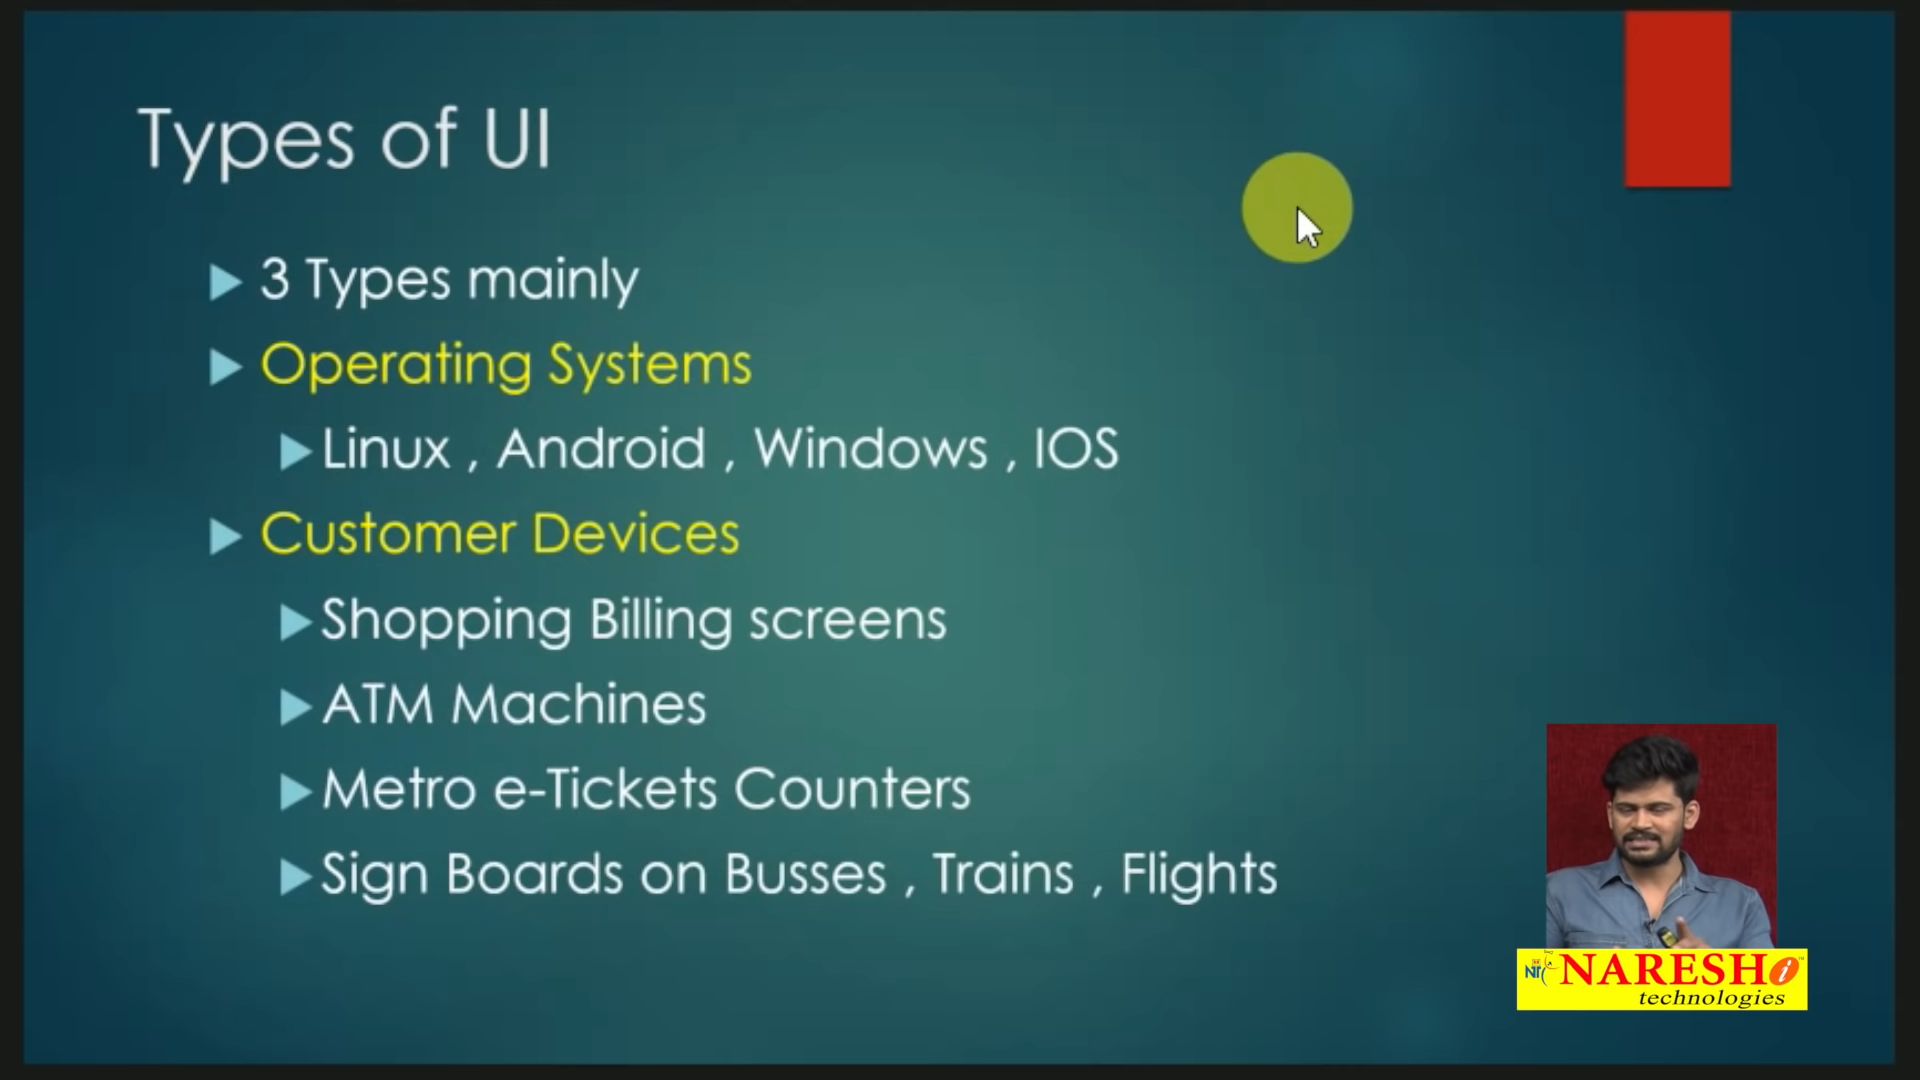 Types of UI
3 Types mainly
Operating Systems
Linux , Android , Windows , IOS
Customer Devices
Shopping Billing screens
ATM Machines
Metro e-Tickets Counters
Sign Boards on Busses , Trains , Flights
NARESH i
technologies